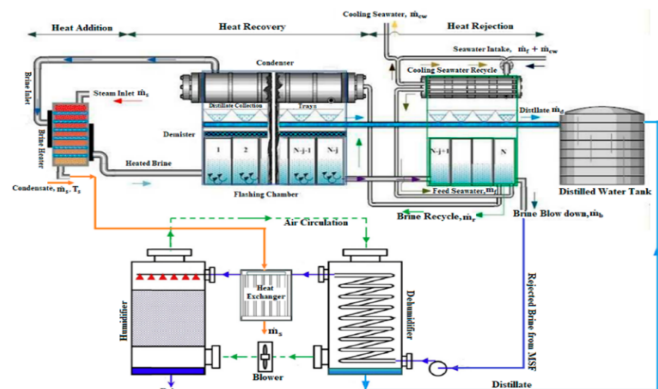 Cooling Seawater, ṁcw
Heat Addition
Heat Recovery
Heat Rejection
Seawater Intake, ṁf + ṁcw
Condenser
Cooling Seawater Recycle
Brine Inlet
Steam Inlet ṁs
Distillate Collection
Trays
Distillate ṁd
Demister
Brine Heater
Heated Brine
1
2
N-j-1
N-j
N-j+1
N
Condensate, ṁs, Ts
Flashing Chamber
Feed Seawater, ṁf
Distilled Water Tank
Brine Recycle, ṁr
Brine Blow down, ṁb
Air Circulation
Humidifier
Heat
Exchanger
Dehumidifier
Rejected Brine from MSF
ṁs
Blower
Distillate